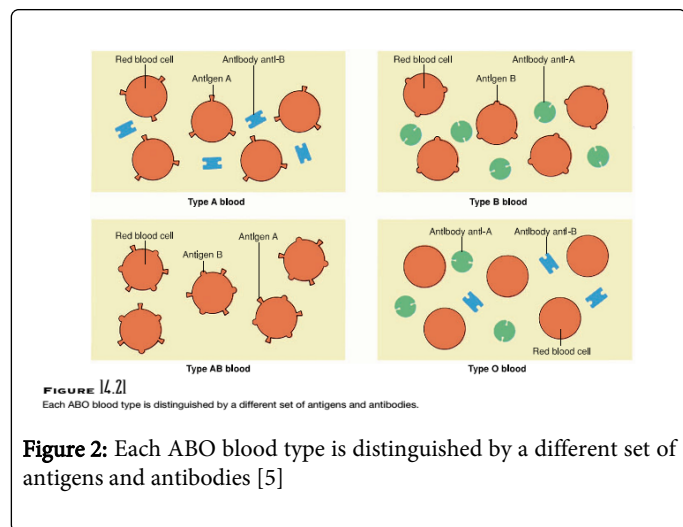 Red blood cell
Antibody anti-B
Antigen A
Type A blood
Red blood cell
Antibody anti-A
Antigen B
Type B blood
Red blood cell
Antigen B
Antigen A
Type AB blood
Antibody anti-A
Antibody anti-B
Red blood cell
Type O blood
FIGURE 14.21
Each ABO blood type is distinguished by a different set of antigens and antibodies.
Figure 2: Each ABO blood type is distinguished by a different set of
antigens and antibodies [5]